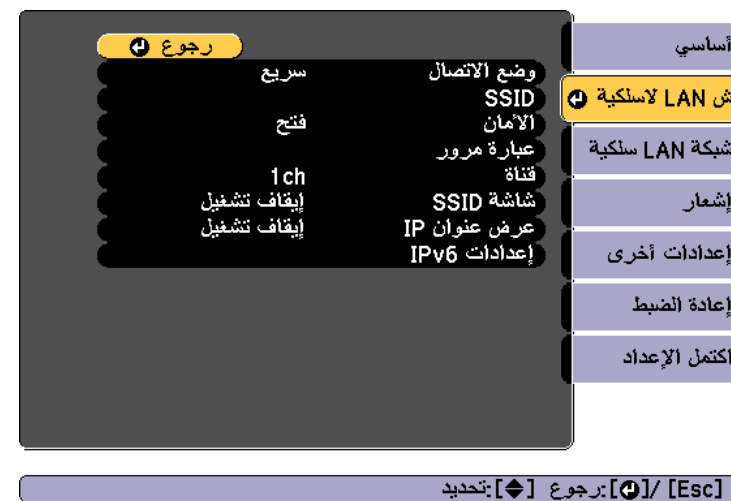 رجوع
وضع الاتصال سريع
SSID
الأمان فتح
عبارة مرور
قناة 1ch
شاشة SSID إيقاف تشغيل
عرض عنوان IP إيقاف تشغيل
إعدادات IPv6
أساسي
ش LAN لاسلكية
شبكة LAN سلكية
إشعار
إعدادات أخرى
إعادة الضبط
اكتمل الإعداد
[Esc] /[⏎]:رجوع [◆]:تحديد